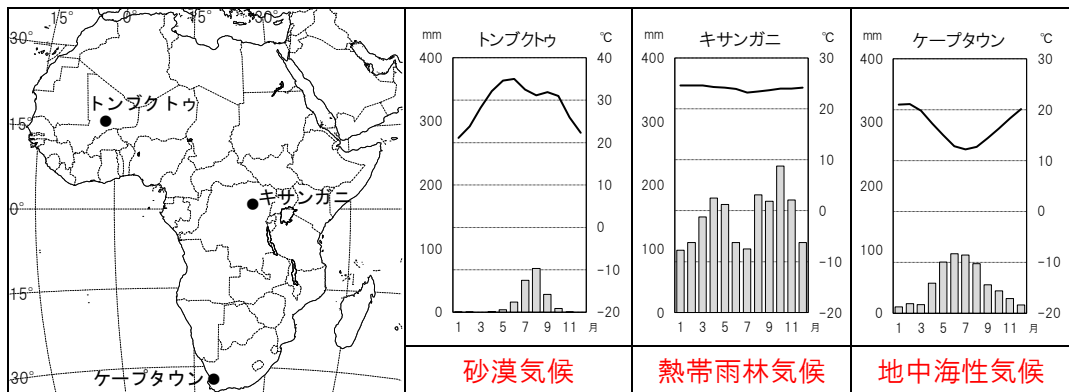 15° 0° 15° 30°
30°
トンブクトゥ
15°
キサンガニ
0°
15°
ケープタウン
30°
mm トンブクトゥ ℃
400 40
300 30
20
200 10
0
100 -10
0 -20
1 3 5 7 9 11 月
砂漠気候
mm キサンガニ ℃
400 30
300 20
10
200 0
100 -10
0 -20
1 3 5 7 9 11 月
熱帯雨林気候
mm ケープタウン ℃
400 30
300 20
10
200 0
100 -10
0 -20
1 3 5 7 9 11 月
地中海性気候